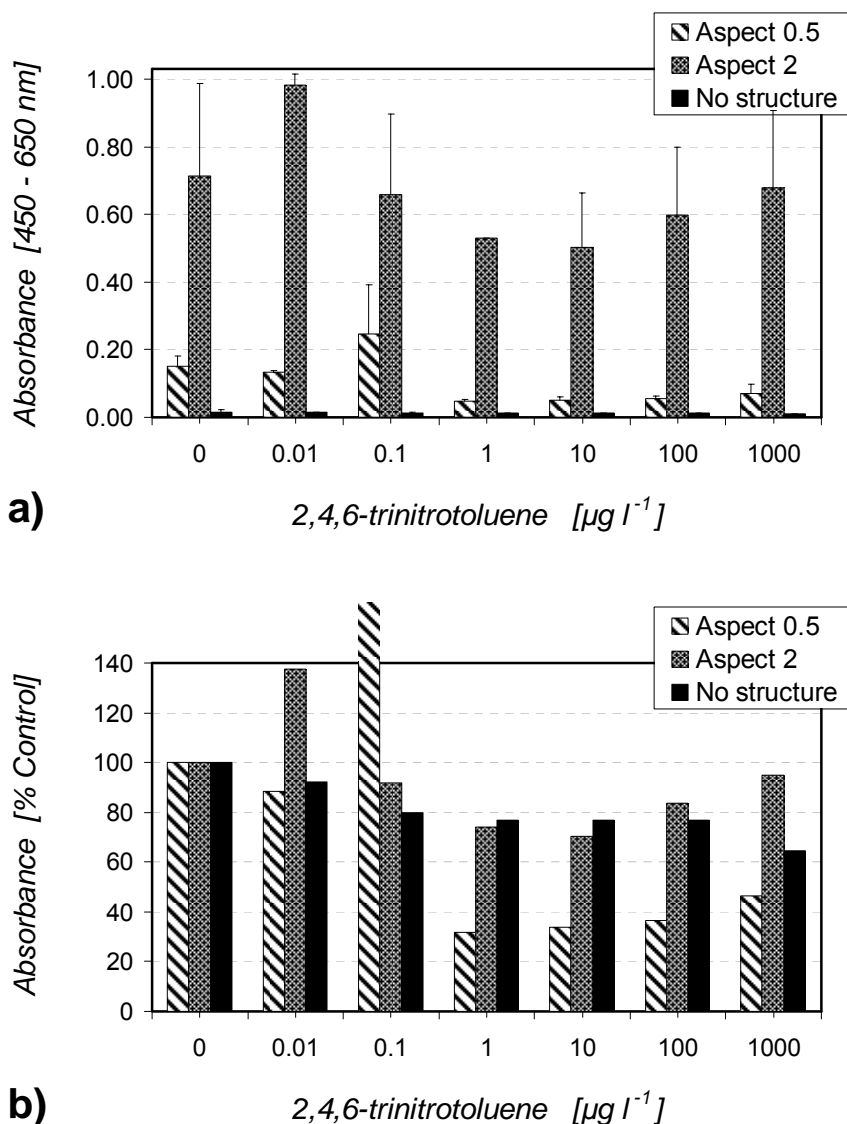 Aspect 0.5
Aspect 2
No structure
1.00
0.80
0.60
0.40
0.20
0.00
Absorbance [450 - 650 nm]
0 0.01 0.1 1 10 100 1000
a)
2,4,6-trinitrotoluene [µg l⁻¹]
Aspect 0.5
Aspect 2
No structure
140
120
100
80
60
40
20
0
Absorbance [% Control]
0 0.01 0.1 1 10 100 1000
b)
2,4,6-trinitrotoluene [µg l⁻¹]